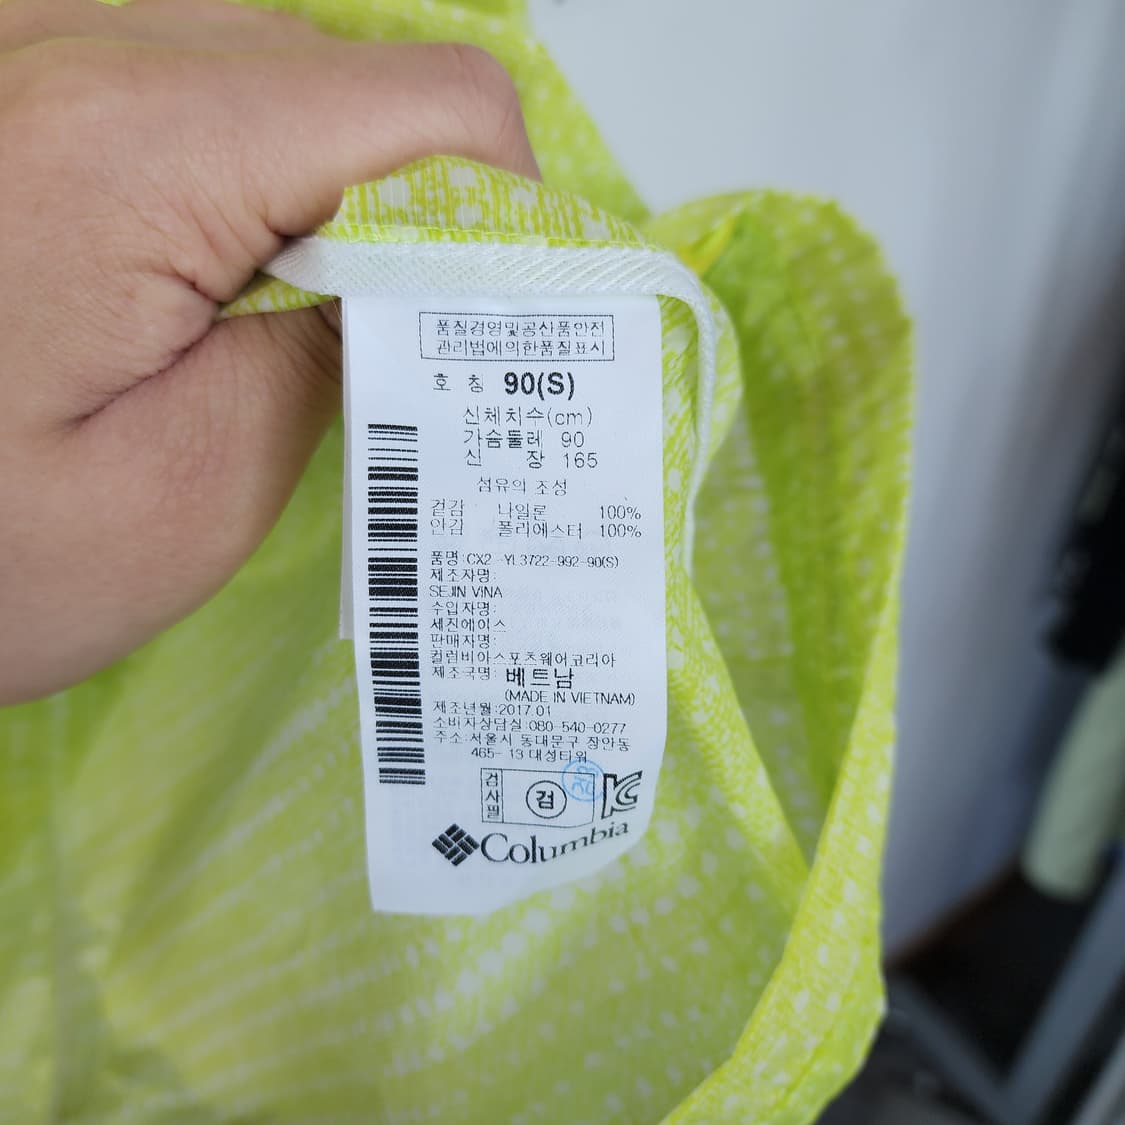 품질경영및공산품안전
관리법에의한품질표시
호 칭 90(S)
신체치수(cm)
가슴둘레 90
신 장 165
섬유의 조성
겉감 나일론 100%
안감 폴리에스터 100%
품명:CX2 -YL3722-992-90(S)
제조자명:
SEJIN VINA
수입자명:
세진에이스
판매자명:
컬럼비아스포츠웨어코리아
제조국명: 베트남
(MADE IN VIETNAM)
제조년월:2017.01
소비자상담실:080-540-0277
주소:서울시 동대문구 장안동
465- 13 대성타워
검사필 검
Columbia